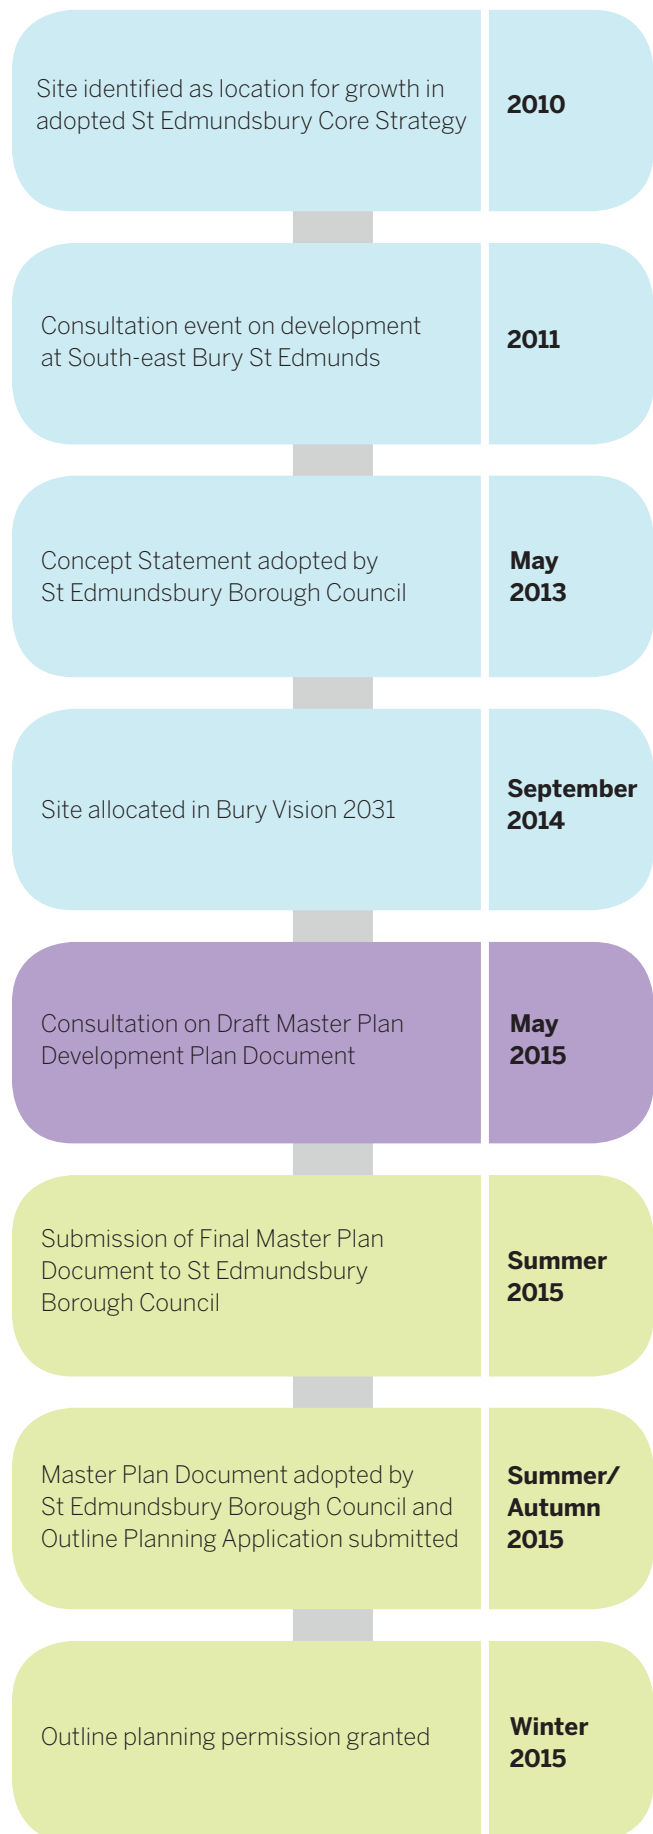 Site identified as location for growth in
adopted St Edmundsbury Core Strategy
2010
Consultation event on development
at South-east Bury St Edmunds
2011
Concept Statement adopted by
St Edmundsbury Borough Council
May
2013
Site allocated in Bury Vision 2031
September
2014
Consultation on Draft Master Plan
Development Plan Document
May
2015
Submission of Final Master Plan
Document to St Edmundsbury
Borough Council
Summer
2015
Master Plan Document adopted by
St Edmundsbury Borough Council and
Outline Planning Application submitted
Summer/
Autumn
2015
Outline planning permission granted
Winter
2015